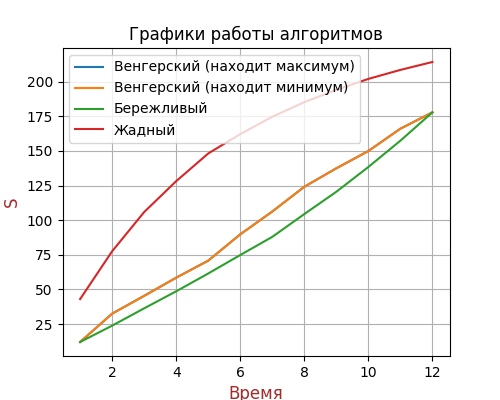 Графики работы алгоритмов
Венгерский (находит максимум)
Венгерский (находит минимум)
Бережливый
Жадный
200
175
150
125
100
75
50
25
S
2 4 6 8 10 12
Время